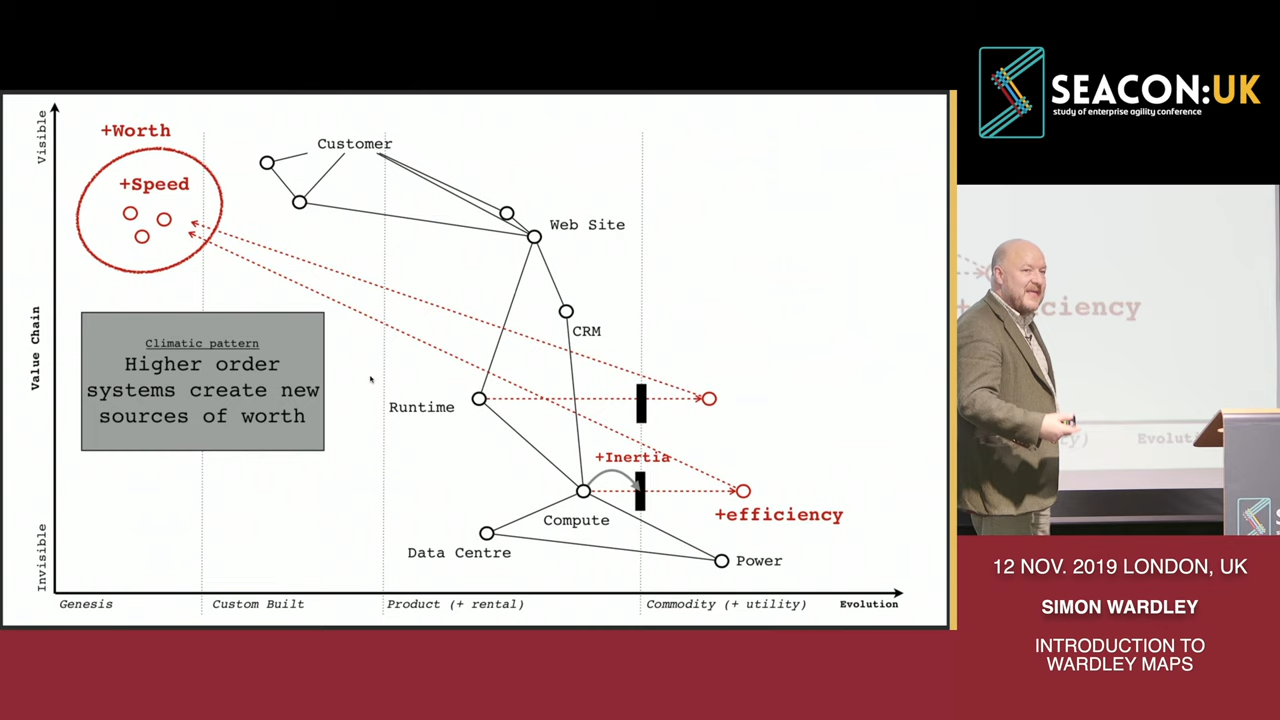 SEACON:UK
study of enterprise agility conference
Visible
Value Chain
Invisible
+Worth
+Speed
Customer
Web Site
CRM
Climatic pattern
Higher order
systems create new
sources of worth
Runtime
+Inertia
Compute
+efficiency
Data Centre
Power
Genesis
Custom Built
Product (+ rental)
Commodity (+ utility)
Evolution
12 NOV. 2019 LONDON, UK
SIMON WARDLEY
INTRODUCTION TO
WARDLEY MAPS